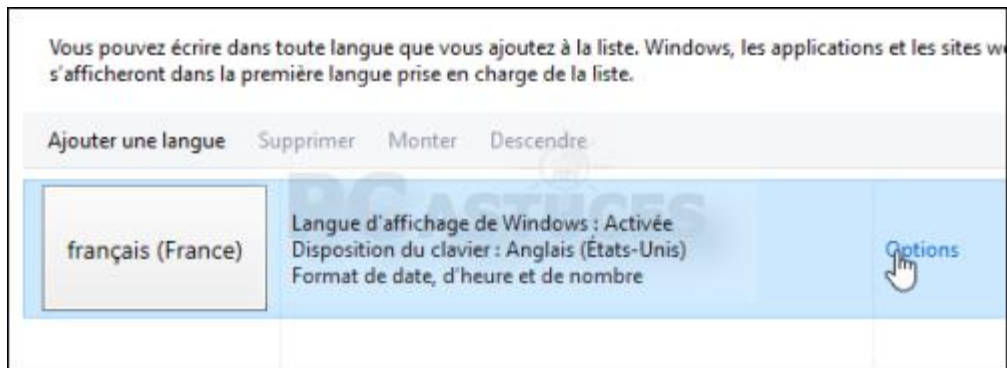 Vous pouvez écrire dans toute langue que vous ajoutez à la liste. Windows, les applications et les sites
s'afficheront dans la première langue prise en charge de la liste.
Ajouter une langue Supprimer Monter Descendre
PC ASTUCES
français (France)
Langue d'affichage de Windows : Activée
Disposition du clavier : Anglais (États-Unis)
Format de date, d'heure et de nombre
Options